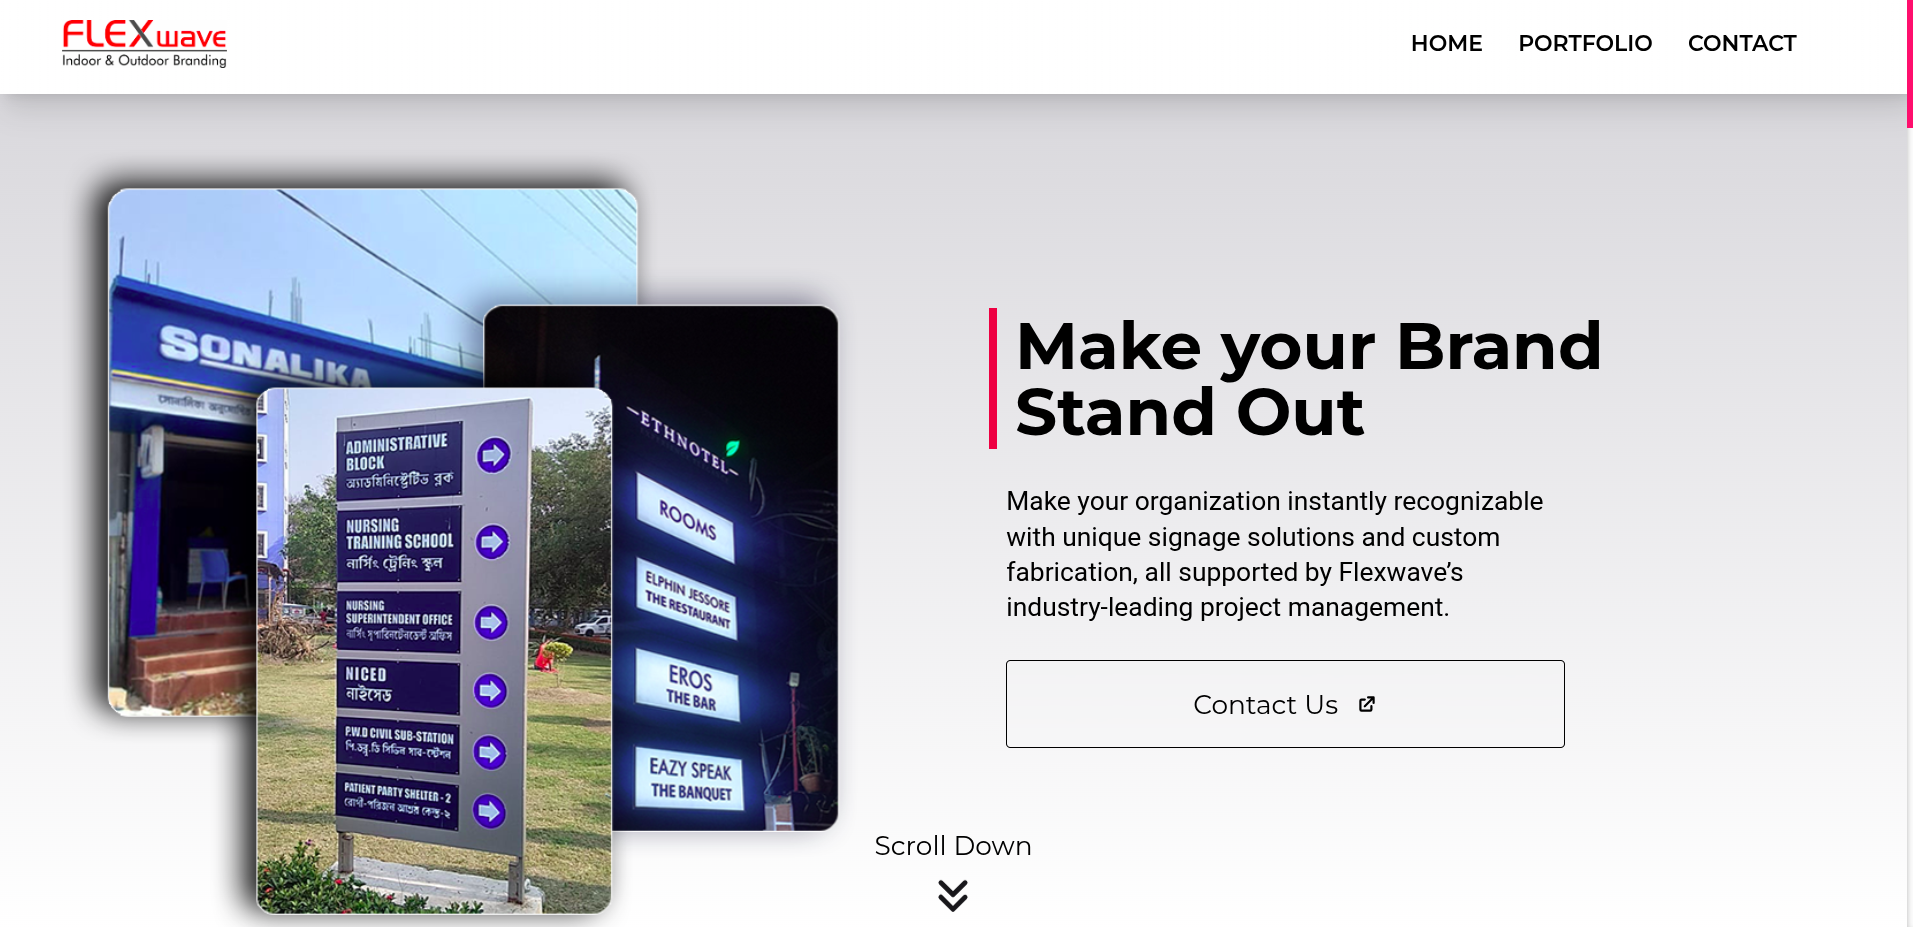 FLEXwave
Indoor & Outdoor Branding
HOME PORTFOLIO CONTACT
SONALIKA
সোনালিকা
ADMINISTRATIVE
BLOCK
অ্যাডমিনিস্ট্রেটিভ ব্লক
NURSING
TRAINING SCHOOL
নার্সিং ট্রেনিং স্কুল
NURSING
SUPERINTENDENT OFFICE
নার্সিং সুপারিনটেনডেন্ট অফিস
NICED
নাইসেড
P.W.D CIVIL SUB-STATION
পি.ডব্লু.ডি সিভিল সাব-স্টেশন
PATIENT PARTY SHELTER - 2
রোগী-পরিজন আশ্রয় কেন্দ্র-২
ETHNOTEL
ROOMS
ELPHIN JESSORE
THE RESTAURANT
EROS
THE BAR
EAZY SPEAK
THE BANQUET
Make your Brand
Stand Out
Make your organization instantly recognizable
with unique signage solutions and custom
fabrication, all supported by Flexwave’s
industry-leading project management.
Contact Us
Scroll Down